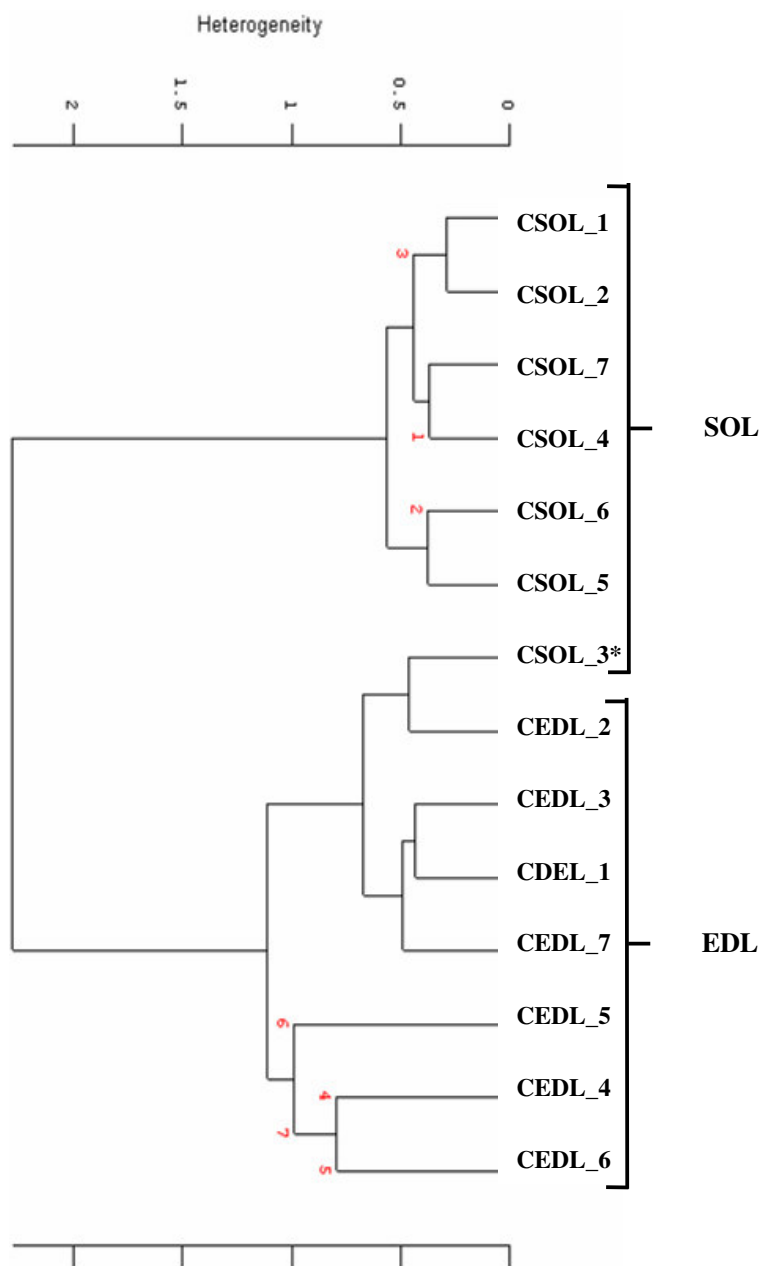 Heterogeneity
2
1.5
1
0.5
0
CSOL_1
3
CSOL_2
CSOL_7
CSOL_4
1
SOL
CSOL_6
2
CSOL_5
CSOL_3*
CEDL_2
CEDL_3
CDEL_1
CEDL_7
EDL
CEDL_5
6
CEDL_4
4
7
CEDL_6
5